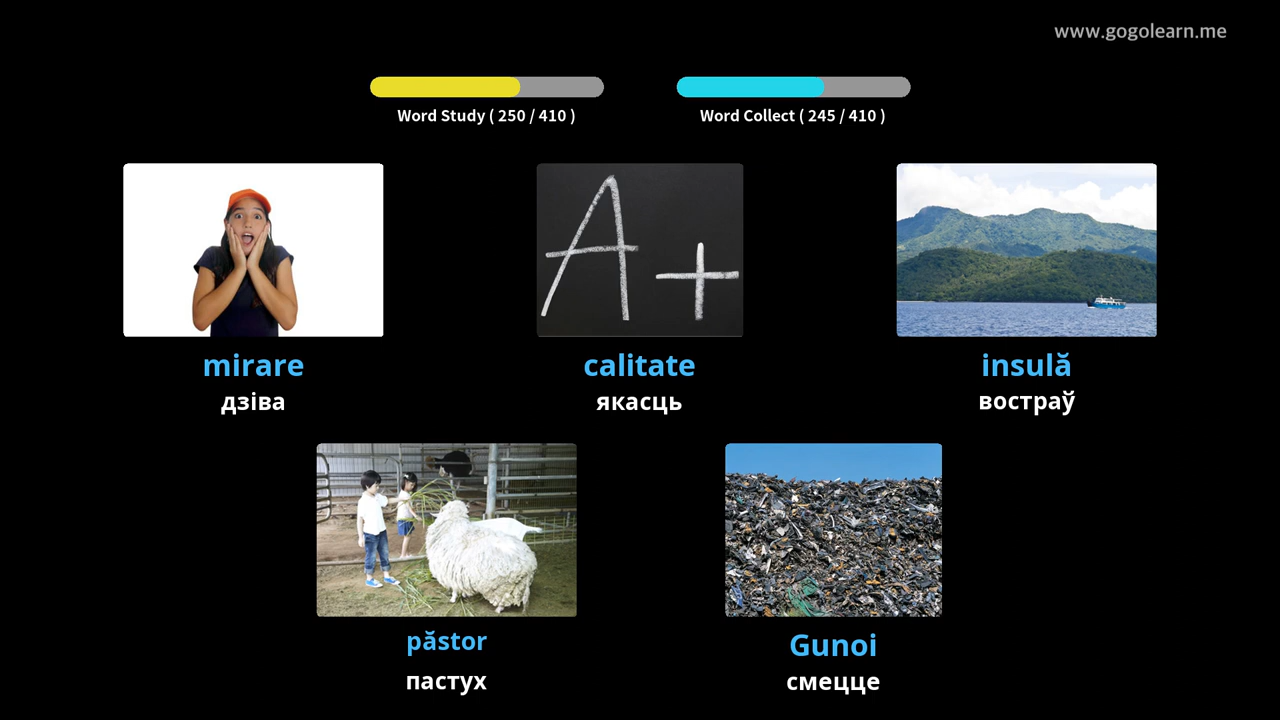 www.gogolearn.me
Word Study ( 250 / 410 )
Word Collect ( 245 / 410 )
A+
mirare
дзіва
calitate
якасць
insulă
востраў
păstor
пастух
Gunoi
смецце